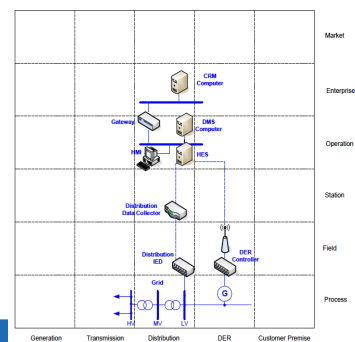 Market
CRM
Computer
Enterprise
Gateway
DMS
Computer
Operation
HMI
HES
Station
Distribution
Data Collector
((•))
Field
Distribution
IED
DER
Controller
Grid
G
Process
HV
MV
LV
Generation
Transmission
Distribution
DER
Customer Premise